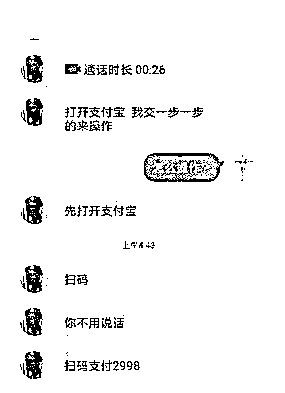 通话时长 00:26
打开支付宝 我交一步一步
的来操作
先打开支付宝
扫码
你不用说话
扫码支付2998